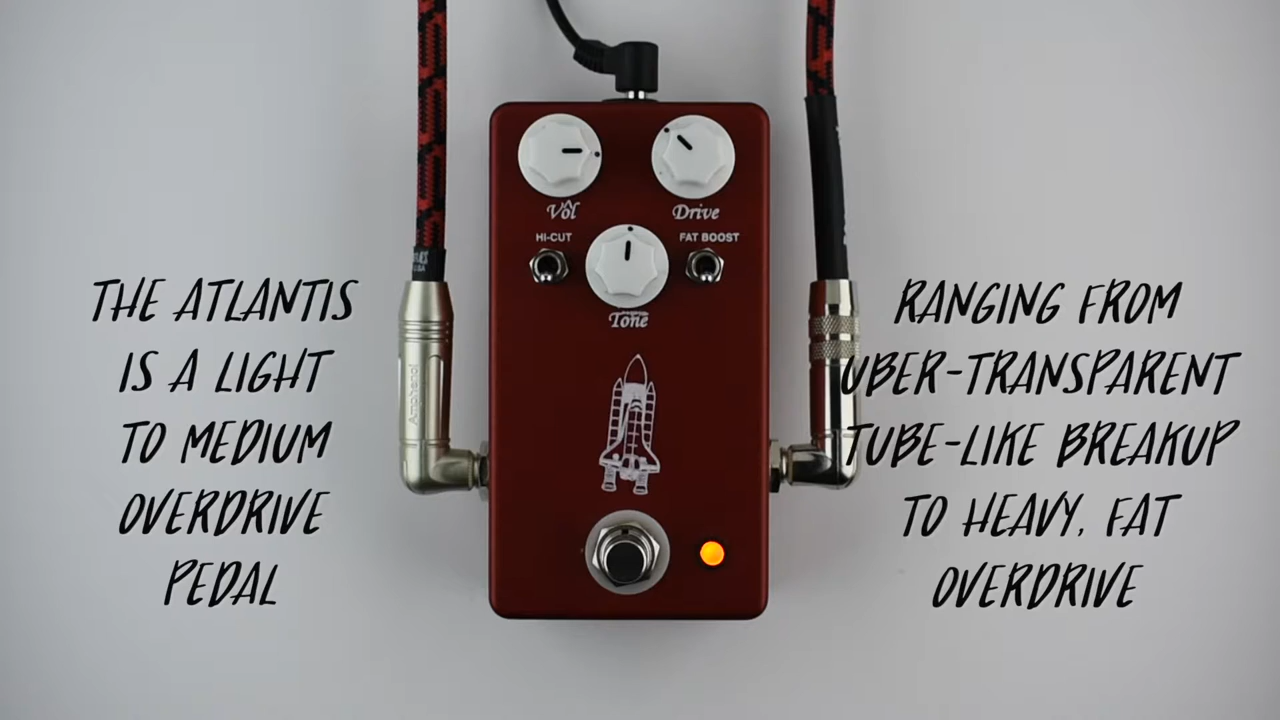 Vol
Drive
HI-CUT
FAT BOOST
Tone
THE ATLANTIS
IS A LIGHT
TO MEDIUM
OVERDRIVE
PEDAL
Amphenol
RANGING FROM
UBER-TRANSPARENT
TUBE-LIKE BREAKUP
TO HEAVY, FAT
OVERDRIVE